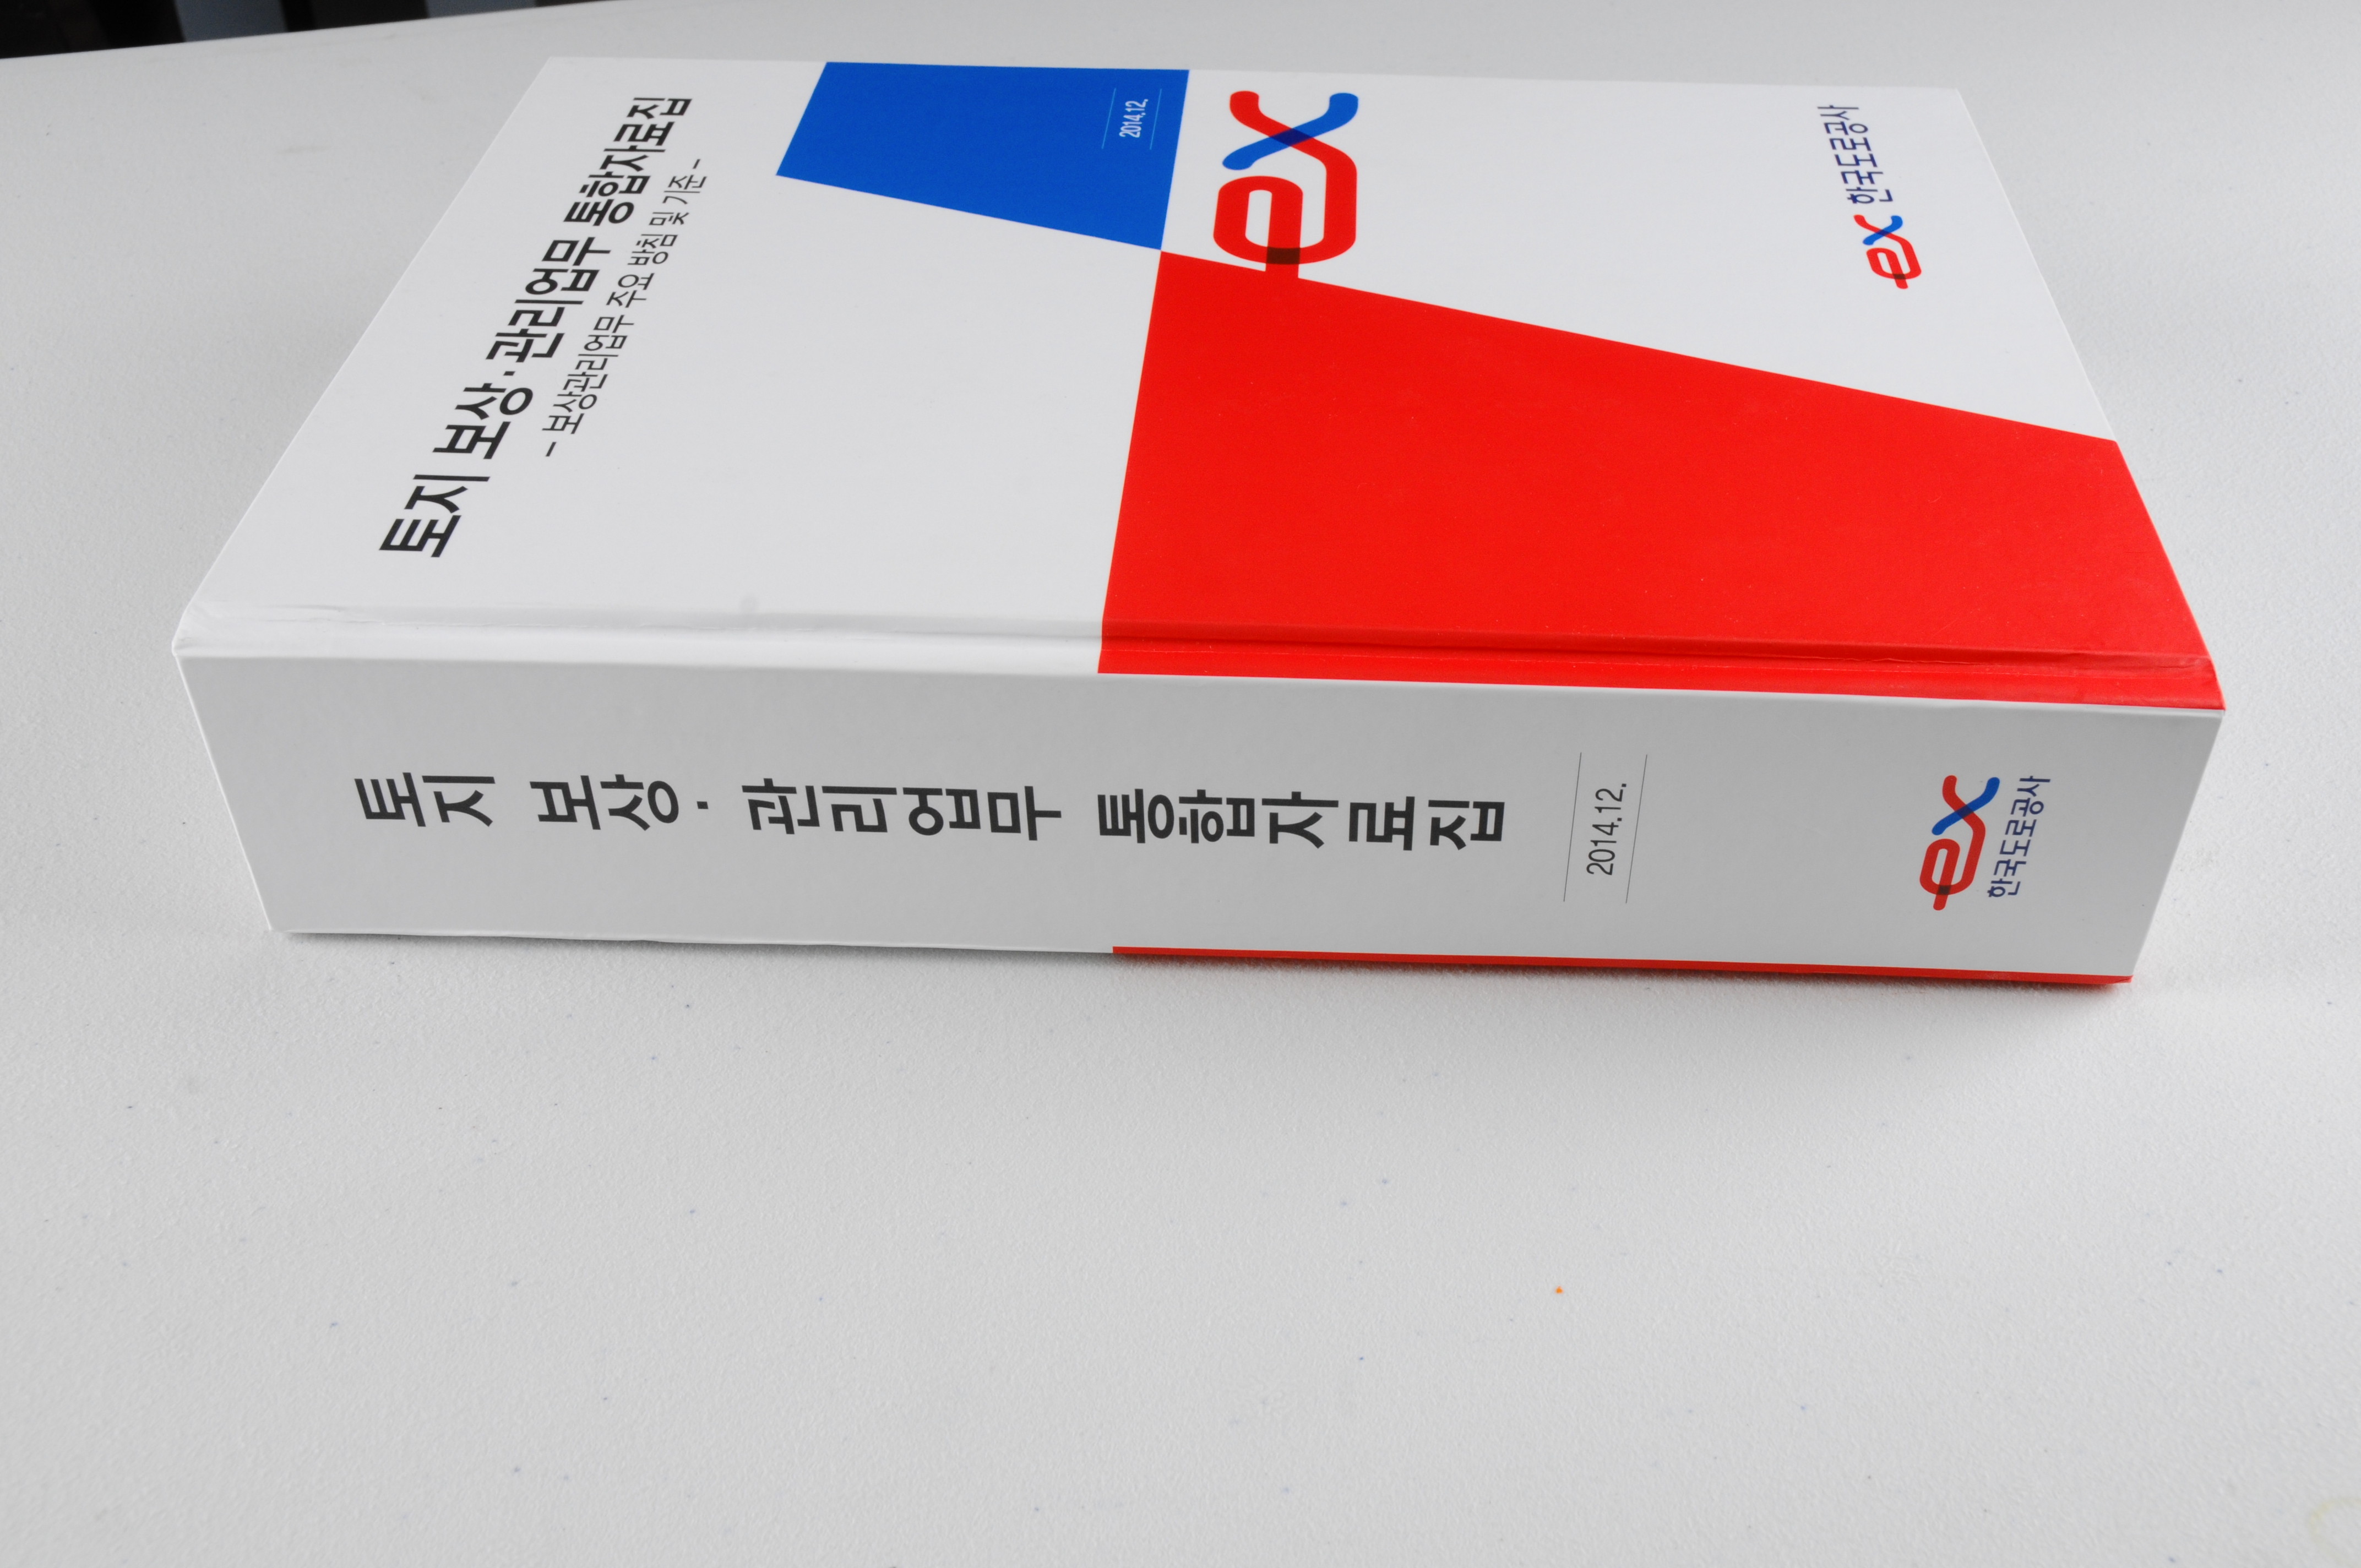 토지 보상·관리업무 통합자료집
- 보상관리업무 주요 방침 및 기준 -
2014.12.
ex
ex 한국도로공사
토지 보상·관리업무 통합자료집
2014.12.
ex
한국도로공사